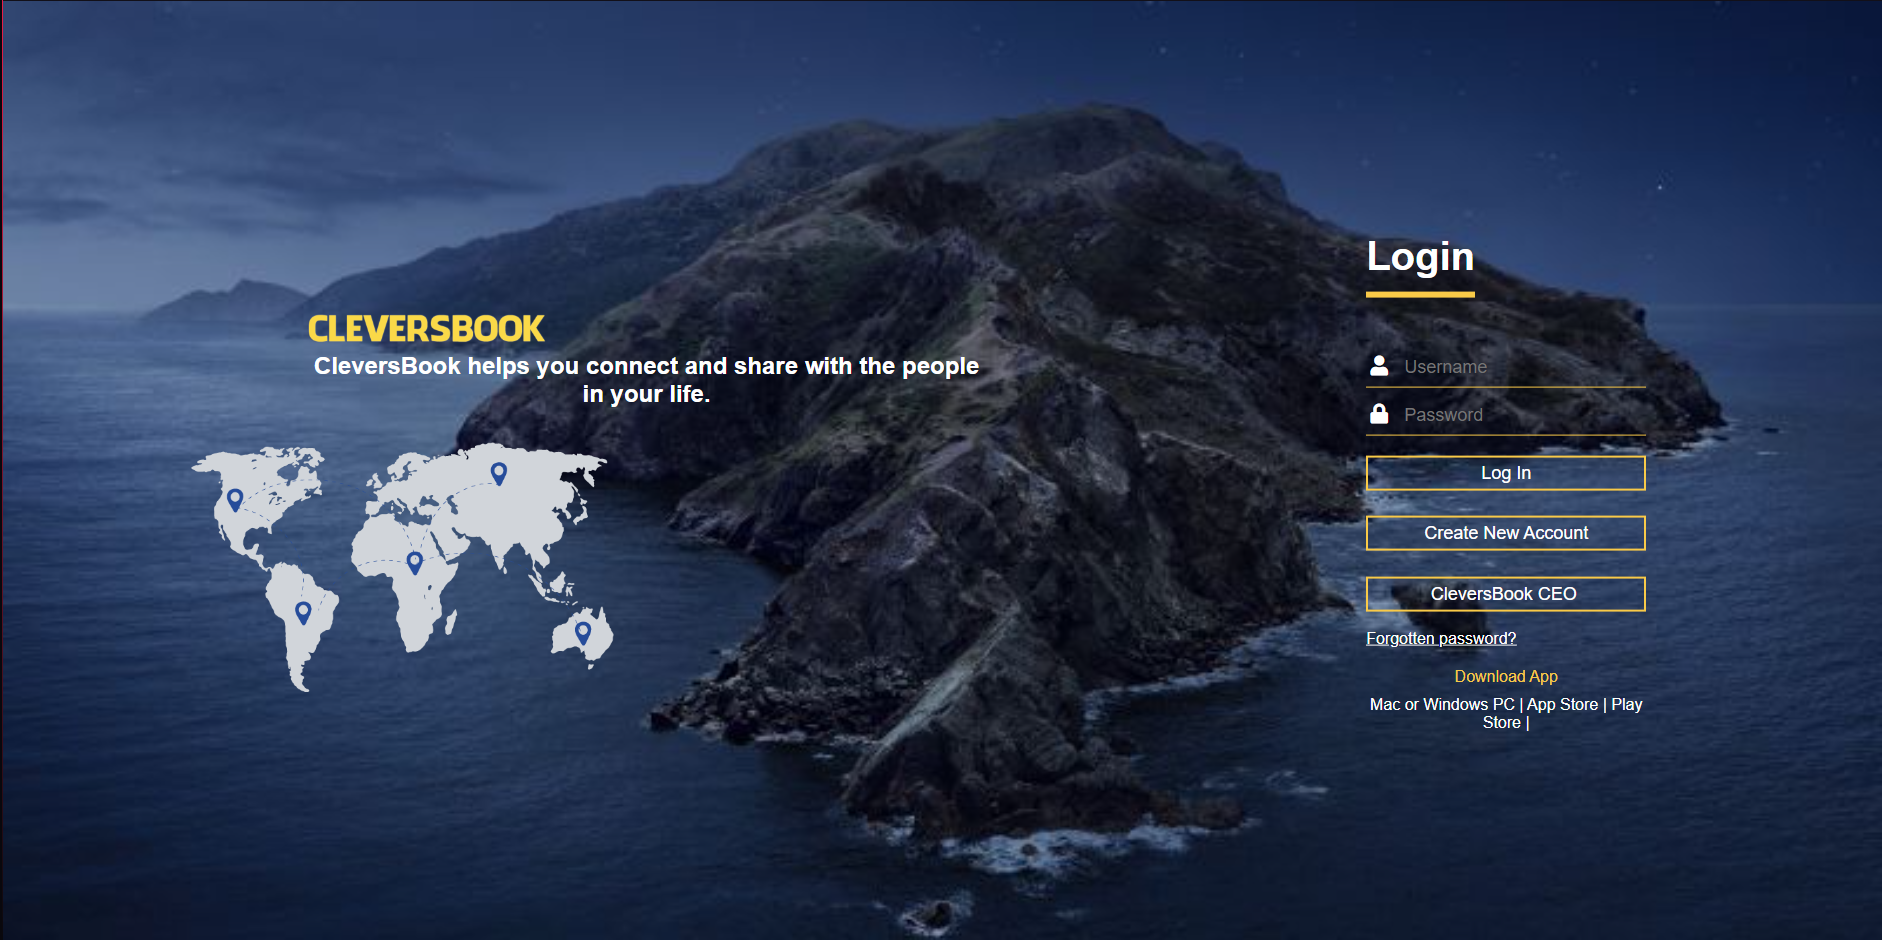 CLEVERSBOOK
CleversBook helps you connect and share with the people
in your life.
Login
Username
Password
Log In
Create New Account
CleversBook CEO
Forgotten password?
Download App
Mac or Windows PC | App Store | Play
Store |